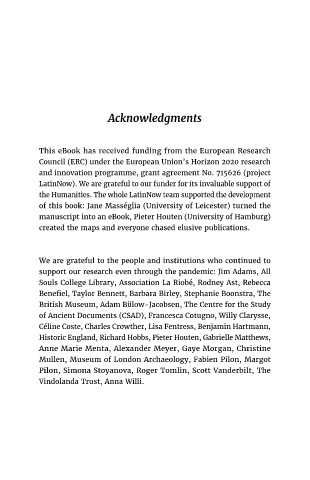 Acknowledgments
This eBook has received funding from the European Research
Council (ERC) under the European Union's Horizon 2020 research
and innovation programme, grant agreement No. 715626 (project
LatinNow). We are grateful to our funder for its invaluable support of
the Humanities. The whole LatinNow team supported the development
of this book: Jane Masséglia (University of Leicester) turned the
manuscript into an eBook, Pieter Houten (University of Hamburg)
created the maps and everyone chased elusive publications.
We are grateful to the people and institutions who continued to
support our research even through the pandemic: Jim Adams, All
Souls College Library, Association La Riobé, Rodney Ast, Rebecca
Benefiel, Taylor Bennett, Barbara Birley, Stephanie Boonstra, The
British Museum, Adam Bülow-Jacobsen, The Centre for the Study
of Ancient Documents (CSAD), Francesca Cotugno, Willy Clarysse,
Céline Coste, Charles Crowther, Lisa Fentress, Benjamin Hartmann,
Historic England, Richard Hobbs, Pieter Houten, Gabrielle Matthews,
Anne Marie Menta, Alexander Meyer, Gaye Morgan, Christine
Mullen, Museum of London Archaeology, Fabien Pilon, Margot
Pilon, Simona Stoyanova, Roger Tomlin, Scott Vanderbilt, The
Vindolanda Trust, Anna Willi.